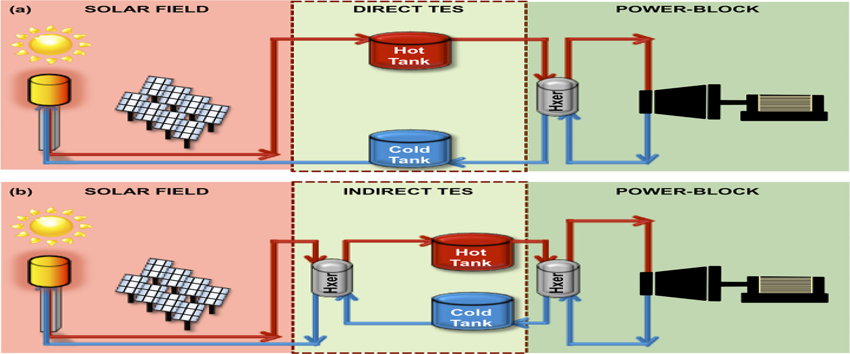 (a) SOLAR FIELD DIRECT TES POWER-BLOCK
Hot
Tank
Hxer
Cold
Tank
(b) SOLAR FIELD INDIRECT TES POWER-BLOCK
Hxer
Hot
Tank
Hxer
Cold
Tank